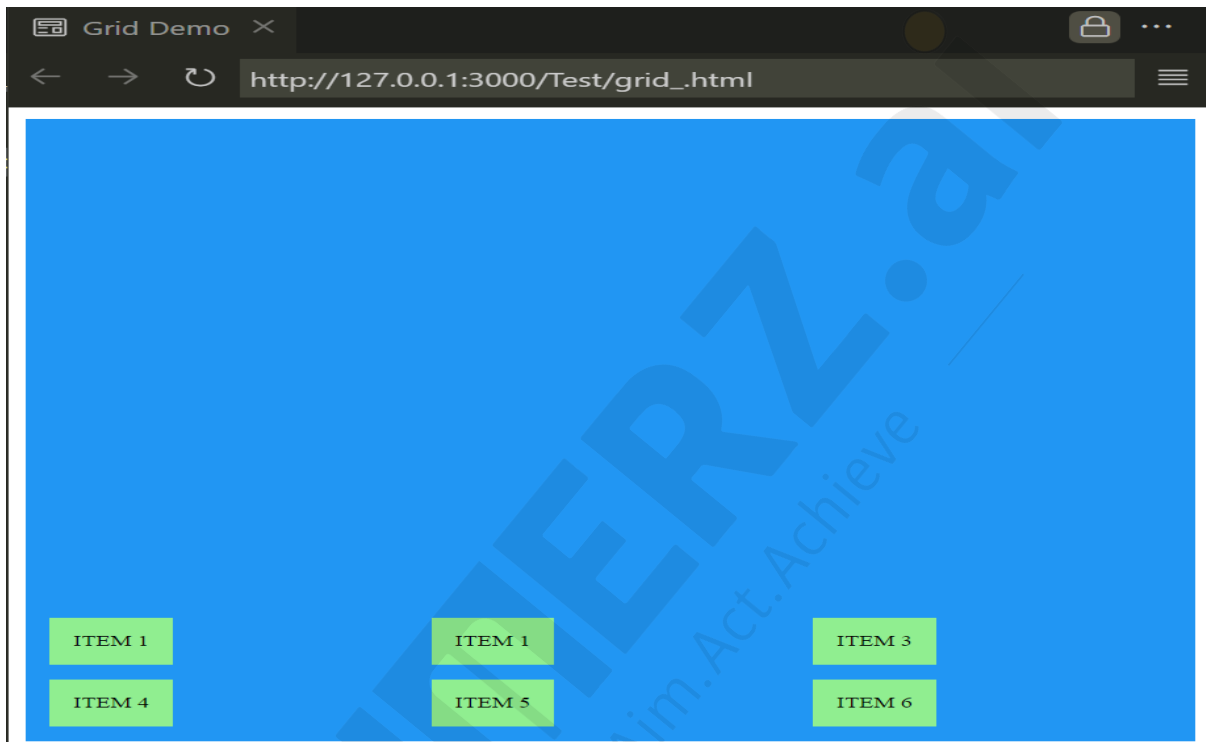 Grid Demo
http://127.0.0.1:3000/Test/grid_.html
ITEM 1 ITEM 1 ITEM 3
ITEM 4 ITEM 5 ITEM 6
Aim.Act.Achieve